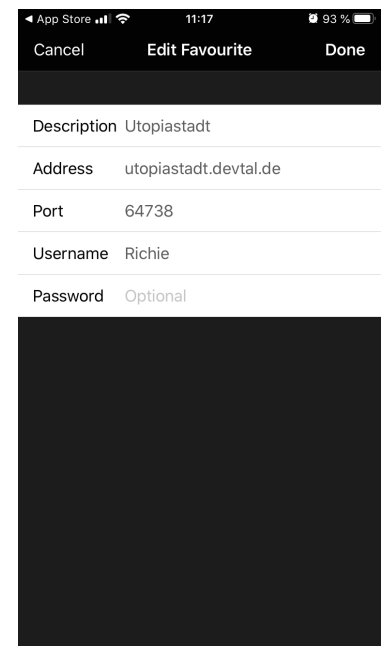 ◄ App Store 11:17 93 %
Cancel Edit Favourite Done
Description Utopiastadt
Address utopiastadt.devtal.de
Port 64738
Username Richie
Password Optional